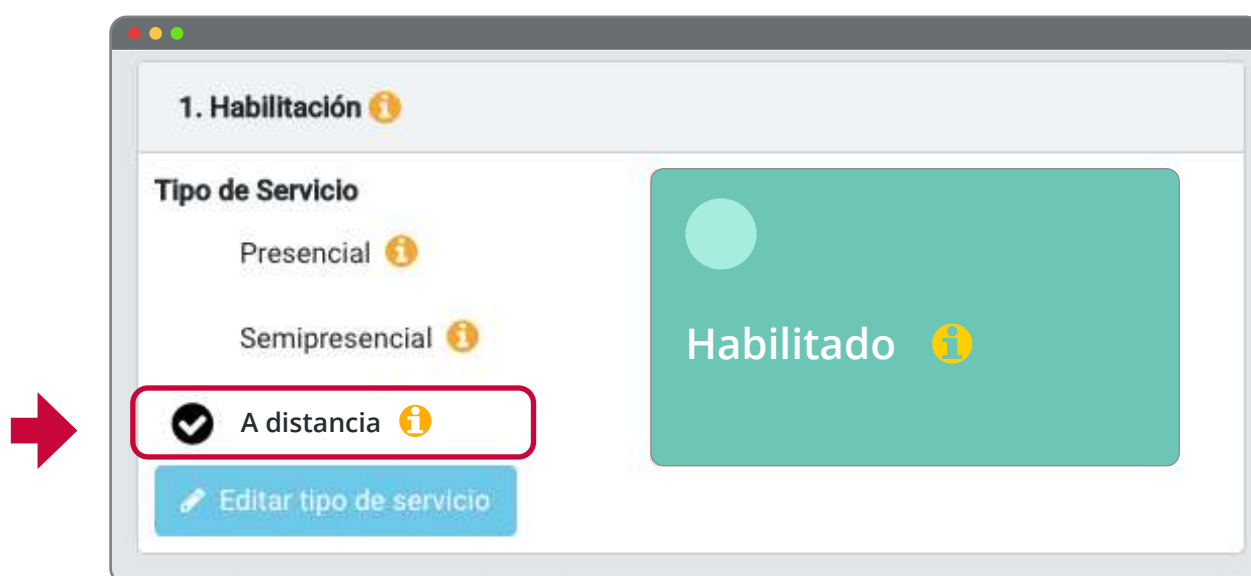 1. Habilitación
Tipo de Servicio
Presencial
Semipresencial
A distancia
Editar tipo de servicio
Habilitado